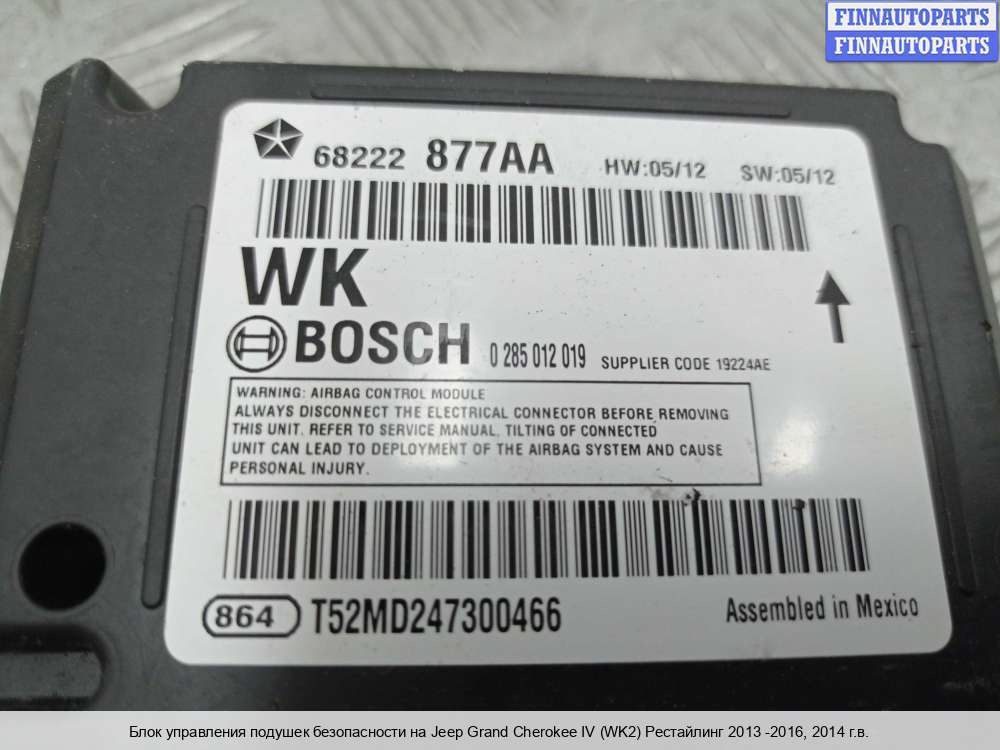 FINNAUTOPARTS
FINNAUTOPARTS
68222 877AA HW:05/12 SW:05/12
WK
BOSCH 0 285 012 019 SUPPLIER CODE 19224AE
WARNING: AIRBAG CONTROL MODULE
ALWAYS DISCONNECT THE ELECTRICAL CONNECTOR BEFORE REMOVING
THIS UNIT. REFER TO SERVICE MANUAL. TILTING OF CONNECTED
UNIT CAN LEAD TO DEPLOYMENT OF THE AIRBAG SYSTEM AND CAUSE
PERSONAL INJURY.
864 T52MD247300466 Assembled in Mexico
Блок управления подушек безопасности на Jeep Grand Cherokee IV (WK2) Рестайлинг 2013 -2016, 2014 г.в.